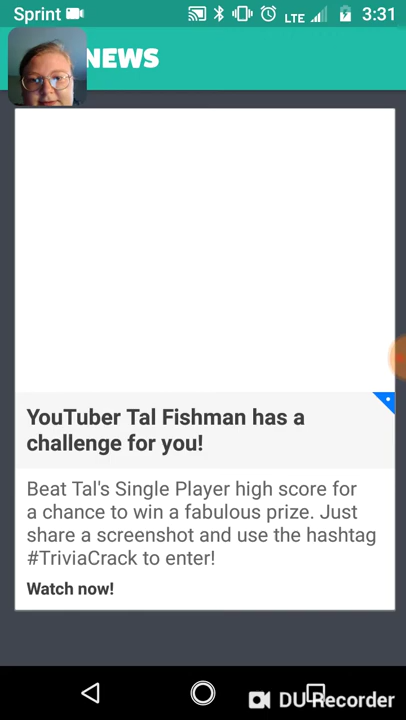 Sprint
LTE
3:31
NEWS
YouTuber Tal Fishman has a
challenge for you!
Beat Tal's Single Player high score for
a chance to win a fabulous prize. Just
share a screenshot and use the hashtag
#TriviaCrack to enter!
Watch now!
DU Recorder